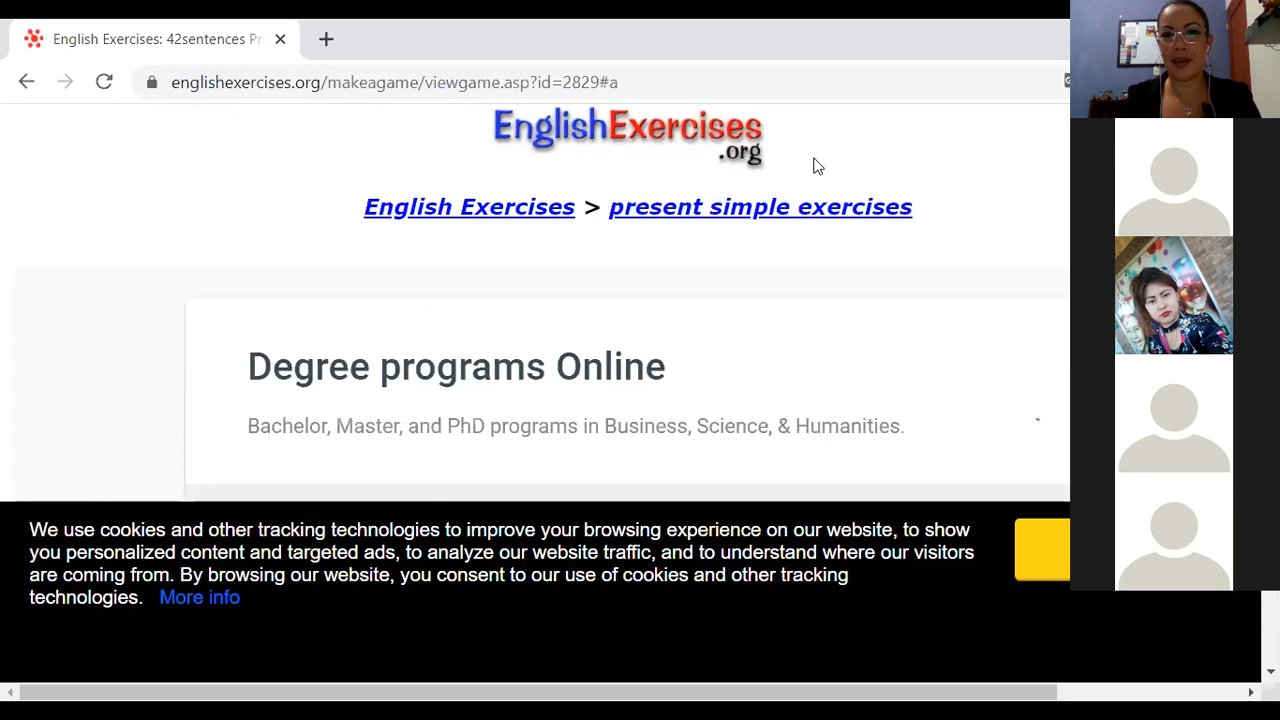 English Exercises: 42sentences Pr
englishexercises.org/makeagame/viewgame.asp?id=2829#a
EnglishExercises
.org
English Exercises > present simple exercises
Degree programs Online
Bachelor, Master, and PhD programs in Business, Science, & Humanities.
We use cookies and other tracking technologies to improve your browsing experience on our website, to show
you personalized content and targeted ads, to analyze our website traffic, and to understand where our visitors
are coming from. By browsing our website, you consent to our use of cookies and other tracking
technologies. More info